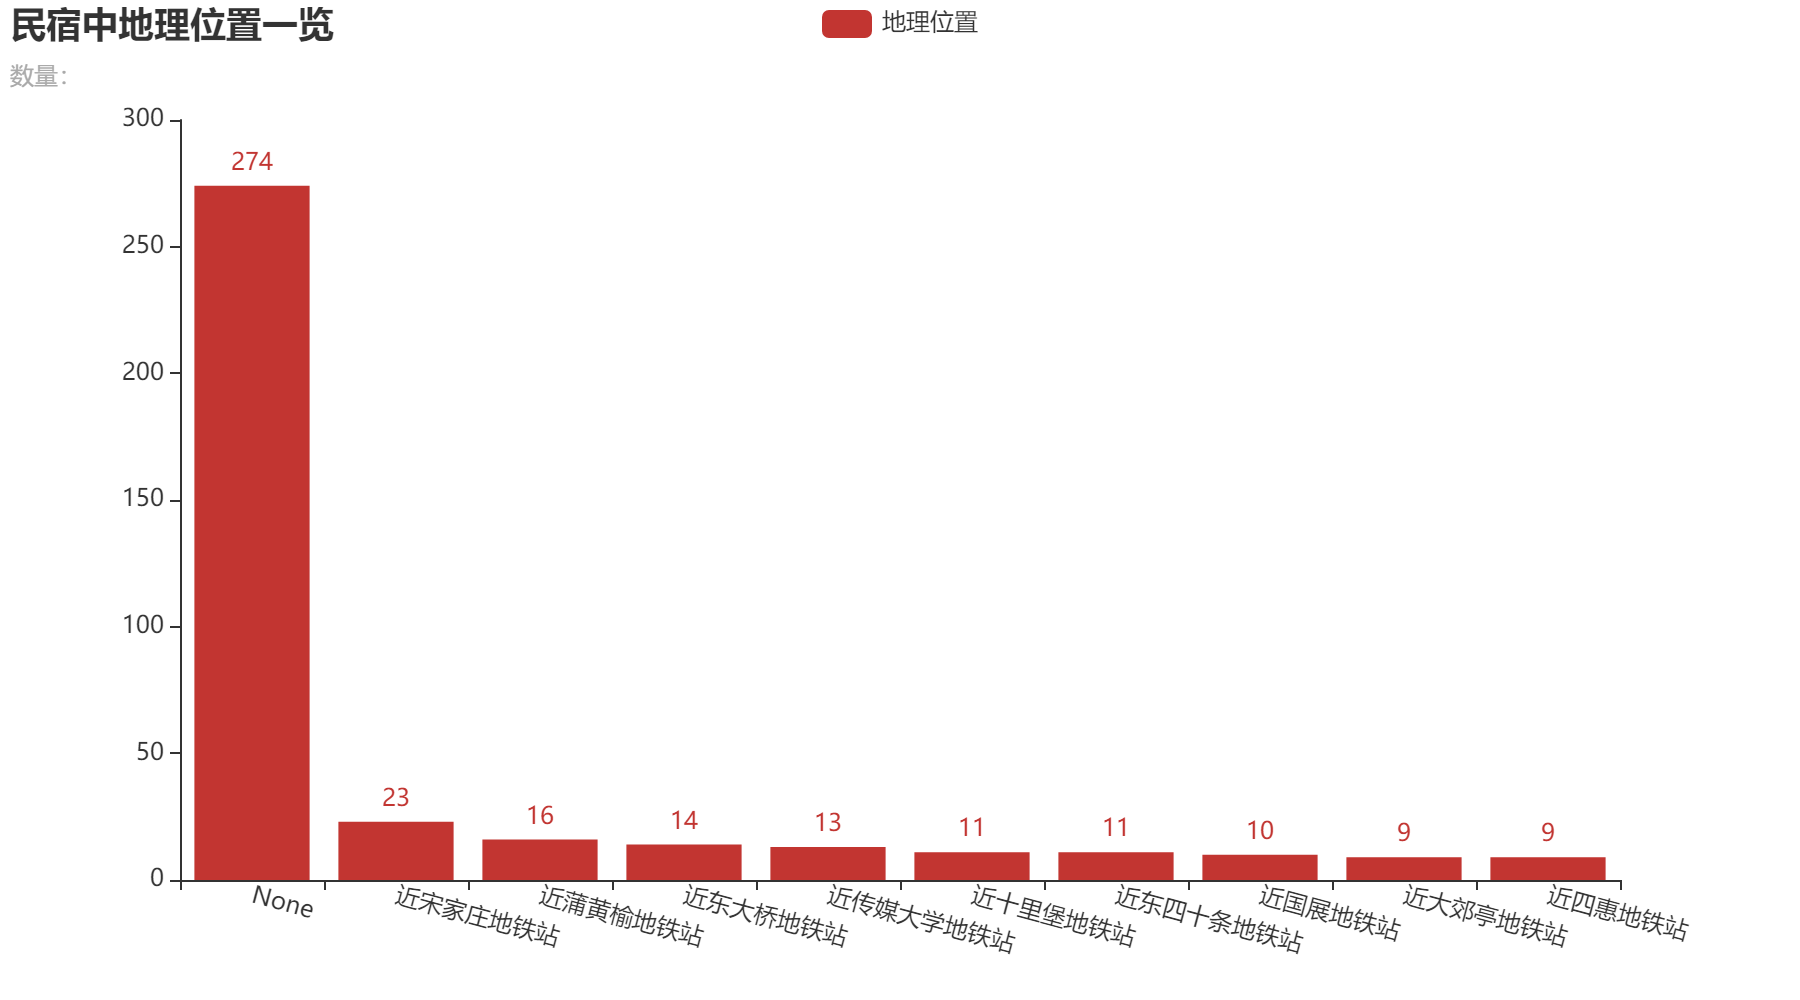 民宿中地理位置一览
地理位置
数量：
300
250
200
150
100
50
0
274
23
16
14
13
11
11
10
9
9
None
近宋家庄地铁站
近蒲黄榆地铁站
近东大桥地铁站
近传媒大学地铁站
近十里堡地铁站
近东四十条地铁站
近国展地铁站
近大郊亭地铁站
近四惠地铁站